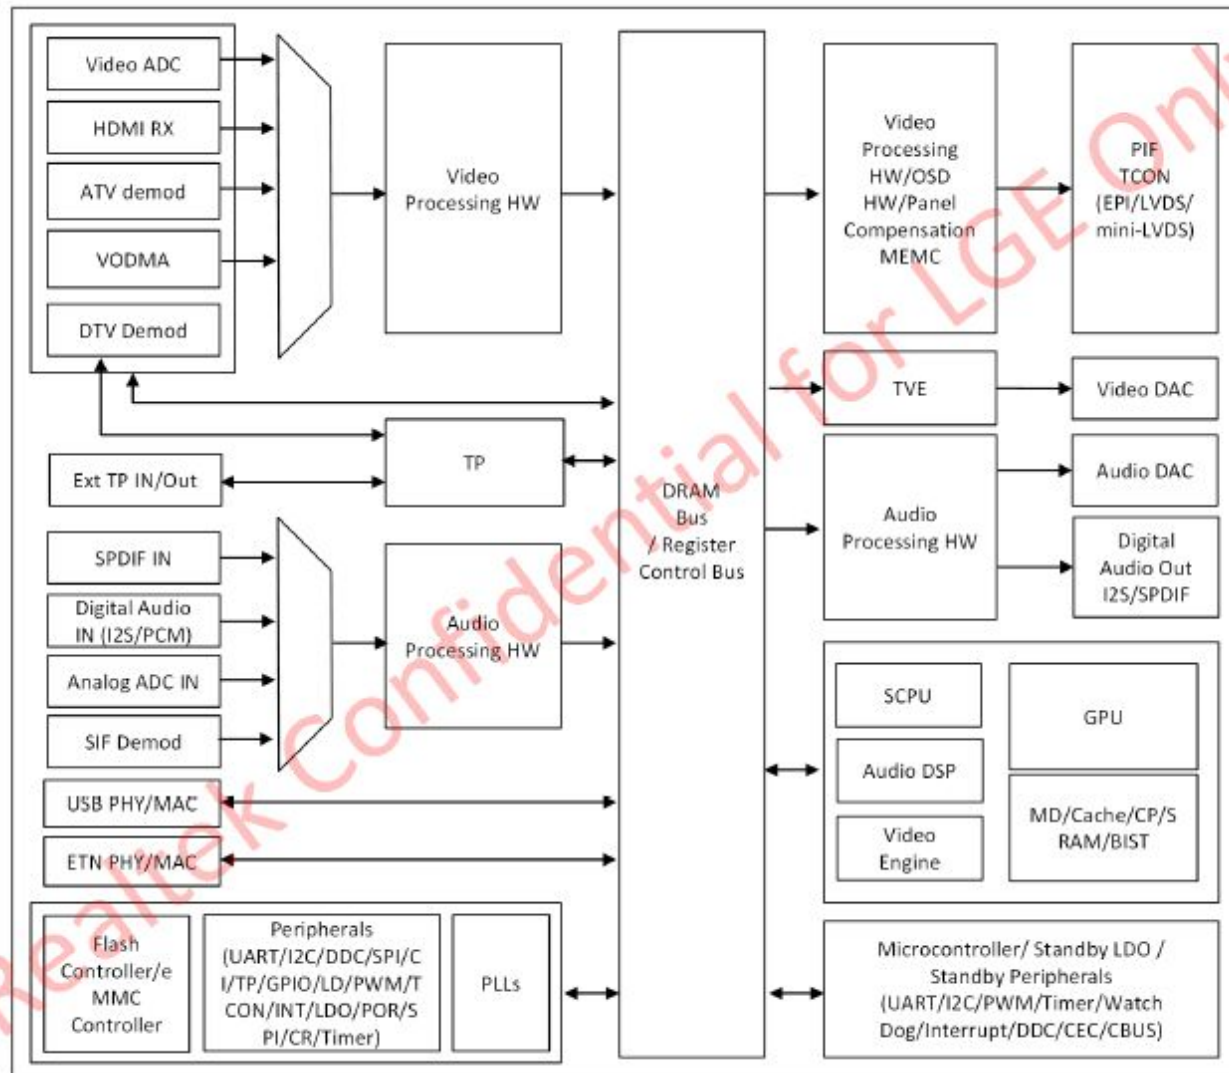 Video ADC
HDMI RX
ATV demod
VODMA
DTV Demod
Video
Processing HW
Ext TP IN/Out
TP
SPDIF IN
Digital Audio
IN (I2S/PCM)
Analog ADC IN
SIF Demod
Audio
Processing HW
USB PHY/MAC
ETN PHY/MAC
Flash
Controller/e
MMC
Controller
Peripherals
(UART/I2C/DDC/SPI/C
I/TP/GPIO/LD/PWM/T
CON/INT/LDO/POR/S
PI/CR/Timer)
PLLs
DRAM
Bus
/ Register
Control Bus
Video
Processing
HW/OSD
HW/Panel
Compensation
MEMC
PIF
TCON
(EPI/LVDS/
mini-LVDS)
TVE
Video DAC
Audio
Processing HW
Audio DAC
Digital
Audio Out
I2S/SPDIF
SCPU
Audio DSP
Video
Engine
GPU
MD/Cache/CP/S
RAM/BIST
Microcontroller/ Standby LDO /
Standby Peripherals
(UART/I2C/PWM/Timer/Watch
Dog/Interrupt/DDC/CEC/CBUS)
Realtek Confidential for LGE Only